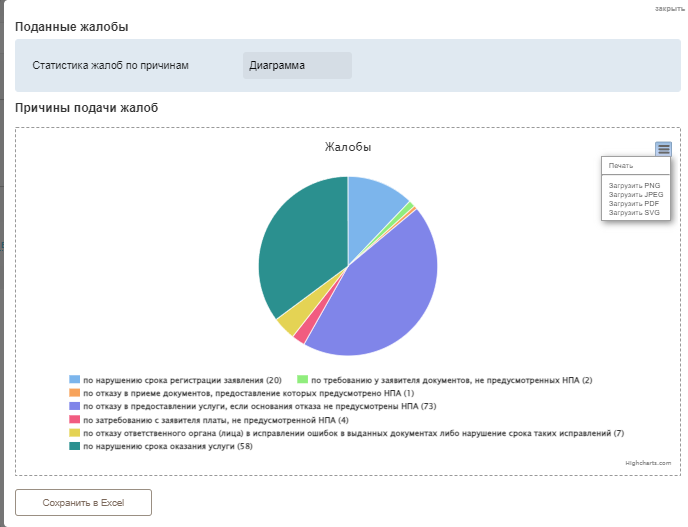 закрыть
Поданные жалобы
Статистика жалоб по причинам
Диаграмма
Причины подачи жалоб
Жалобы
Печать
Загрузить PNG
Загрузить JPEG
Загрузить PDF
Загрузить SVG
по нарушению срока регистрации заявления (20)
по требованию у заявителя документов, не предусмотренных НПА (2)
по отказу в приеме документов, предоставление которых предусмотрено НПА (1)
по отказу в предоставлении услуги, если основания отказа не предусмотрены НПА (73)
по затребованию с заявителя платы, не предусмотренной НПА (4)
по отказу ответственного органа (лица) в исправлении ошибок в выданных документах либо нарушение срока таких исправлений (7)
по нарушению срока оказания услуги (58)
Highcharts.com
Сохранить в Excel